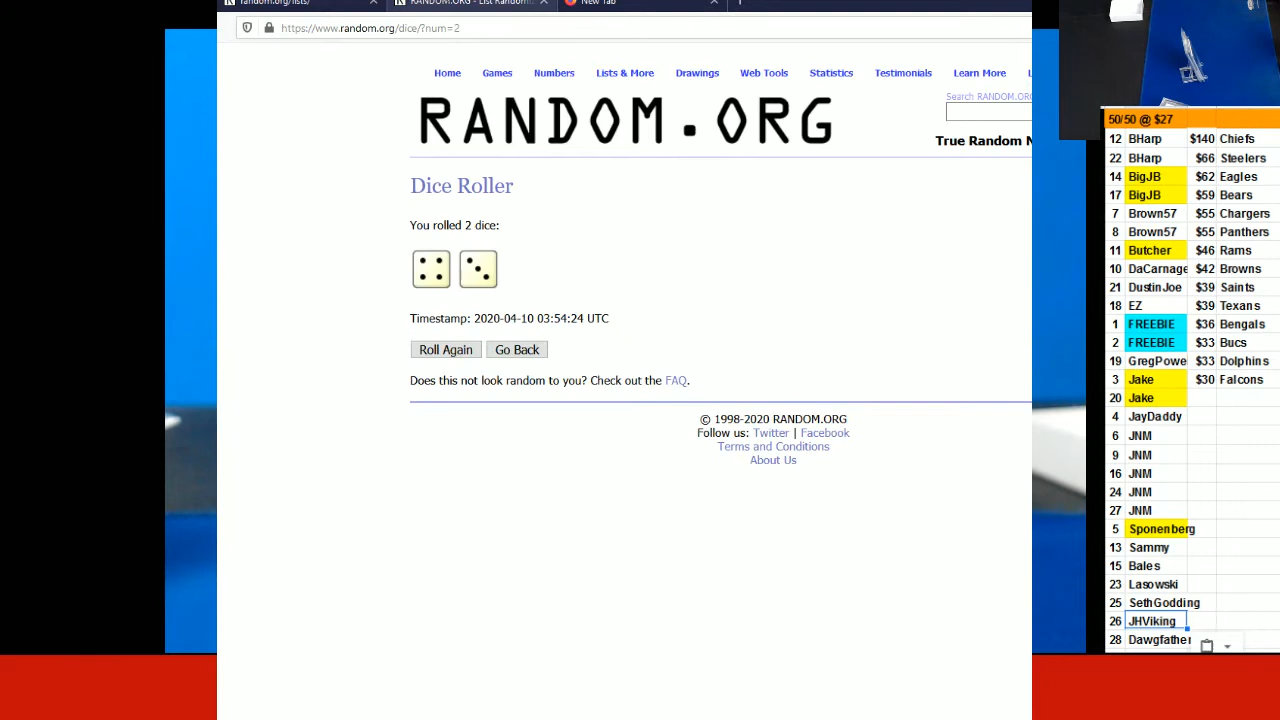 random.org/lists/
RANDOM.ORG - List Random
New Tab
https://www.random.org/dice/?num=2
Home Games Numbers Lists & More Drawings Web Tools Statistics Testimonials Learn More
Search RANDOM.ORG
RANDOM.ORG
True Random N
Dice Roller
You rolled 2 dice:
Timestamp: 2020-04-10 03:54:24 UTC
Roll Again Go Back
Does this not look random to you? Check out the FAQ.
© 1998-2020 RANDOM.ORG
Follow us: Twitter | Facebook
Terms and Conditions
About Us
50/50 @ $27
12 BHarp $140 Chiefs
22 BHarp $66 Steelers
14 BigJB $62 Eagles
17 BigJB $59 Bears
7 Brown57 $55 Chargers
8 Brown57 $55 Panthers
11 Butcher $46 Rams
10 DaCarnage $42 Browns
21 DustinJoe $39 Saints
18 EZ $39 Texans
1 FREEBIE $36 Bengals
2 FREEBIE $33 Bucs
19 GregPowe $33 Dolphins
3 Jake $30 Falcons
20 Jake
4 JayDaddy
6 JNM
9 JNM
16 JNM
24 JNM
27 JNM
5 Sponenberg
13 Sammy
15 Bales
23 Lasowski
25 SethGodding
26 JHViking
28 Dawgfather